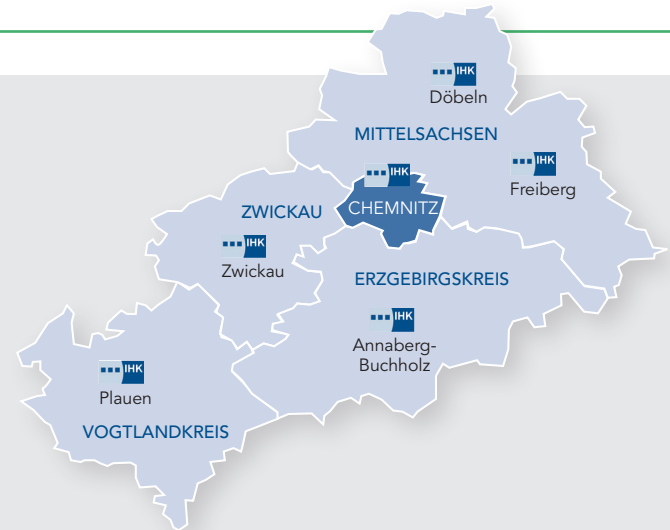 IHK
Döbeln
MITTELSACHSEN
IHK
Freiberg
IHK
CHEMNITZ
ZWICKAU
IHK
Zwickau
ERZGEBIRGSKREIS
IHK
Annaberg-
Buchholz
IHK
Plauen
VOGTLANDKREIS